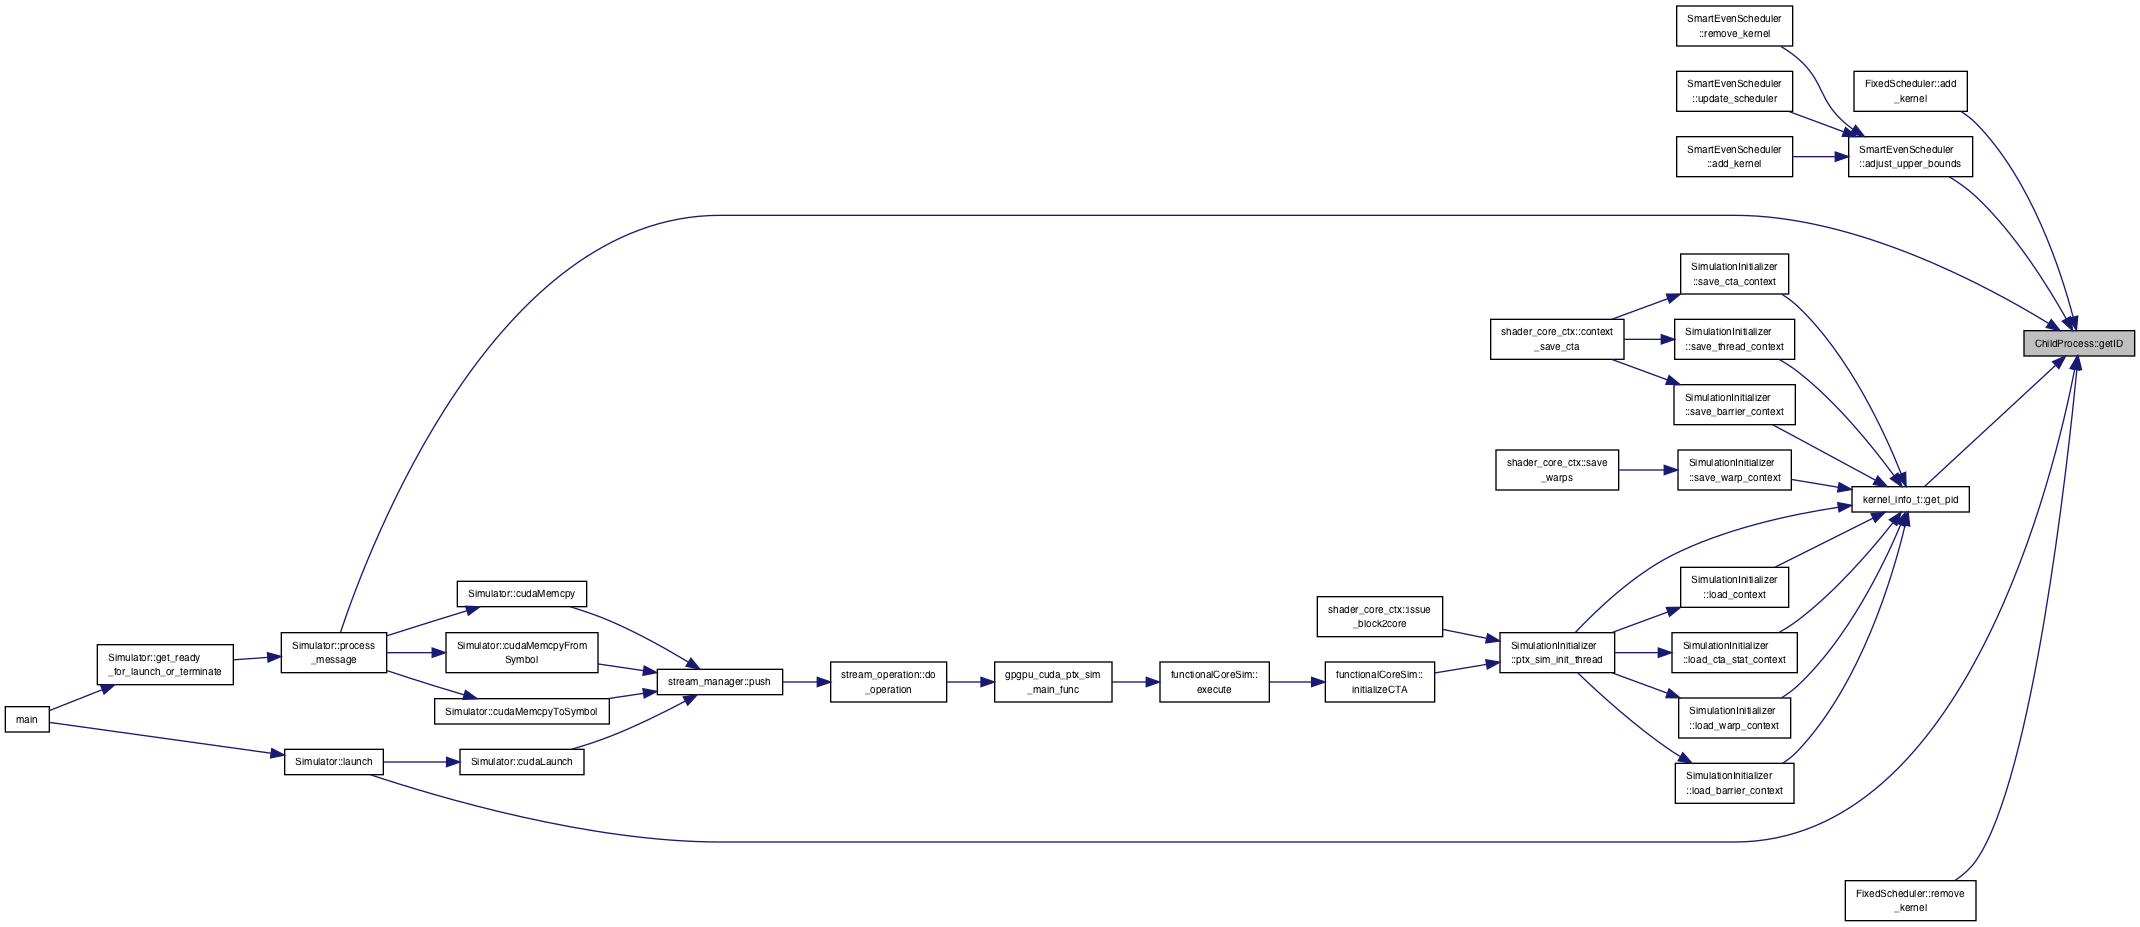 SmartEvenScheduler
::remove_kernel
SmartEvenScheduler
::update_scheduler
FixedScheduler::add
_kernel
SmartEvenScheduler
::add_kernel
SmartEvenScheduler
::adjust_upper_bounds
SimulationInitializer
::save_cta_context
shader_core_ctx::context
_save_cta
SimulationInitializer
::save_thread_context
ChildProcess::getID
SimulationInitializer
::save_barrier_context
shader_core_ctx::save
_warps
SimulationInitializer
::save_warp_context
kernel_info_t::get_pid
Simulator::cudaMemcpy
SimulationInitializer
::load_context
shader_core_ctx::issue
_block2core
Simulator::get_ready
_for_launch_or_terminate
Simulator::process
_message
Simulator::cudaMemcpyFrom
Symbol
SimulationInitializer
::ptx_sim_init_thread
SimulationInitializer
::load_cta_stat_context
stream_manager::push
stream_operation::do
_operation
gpgpu_cuda_ptx_sim
_main_func
functionalCoreSim::
execute
functionalCoreSim::
initializeCTA
main
Simulator::cudaMemcpyToSymbol
SimulationInitializer
::load_warp_context
Simulator::launch
Simulator::cudaLaunch
SimulationInitializer
::load_barrier_context
FixedScheduler::remove
_kernel